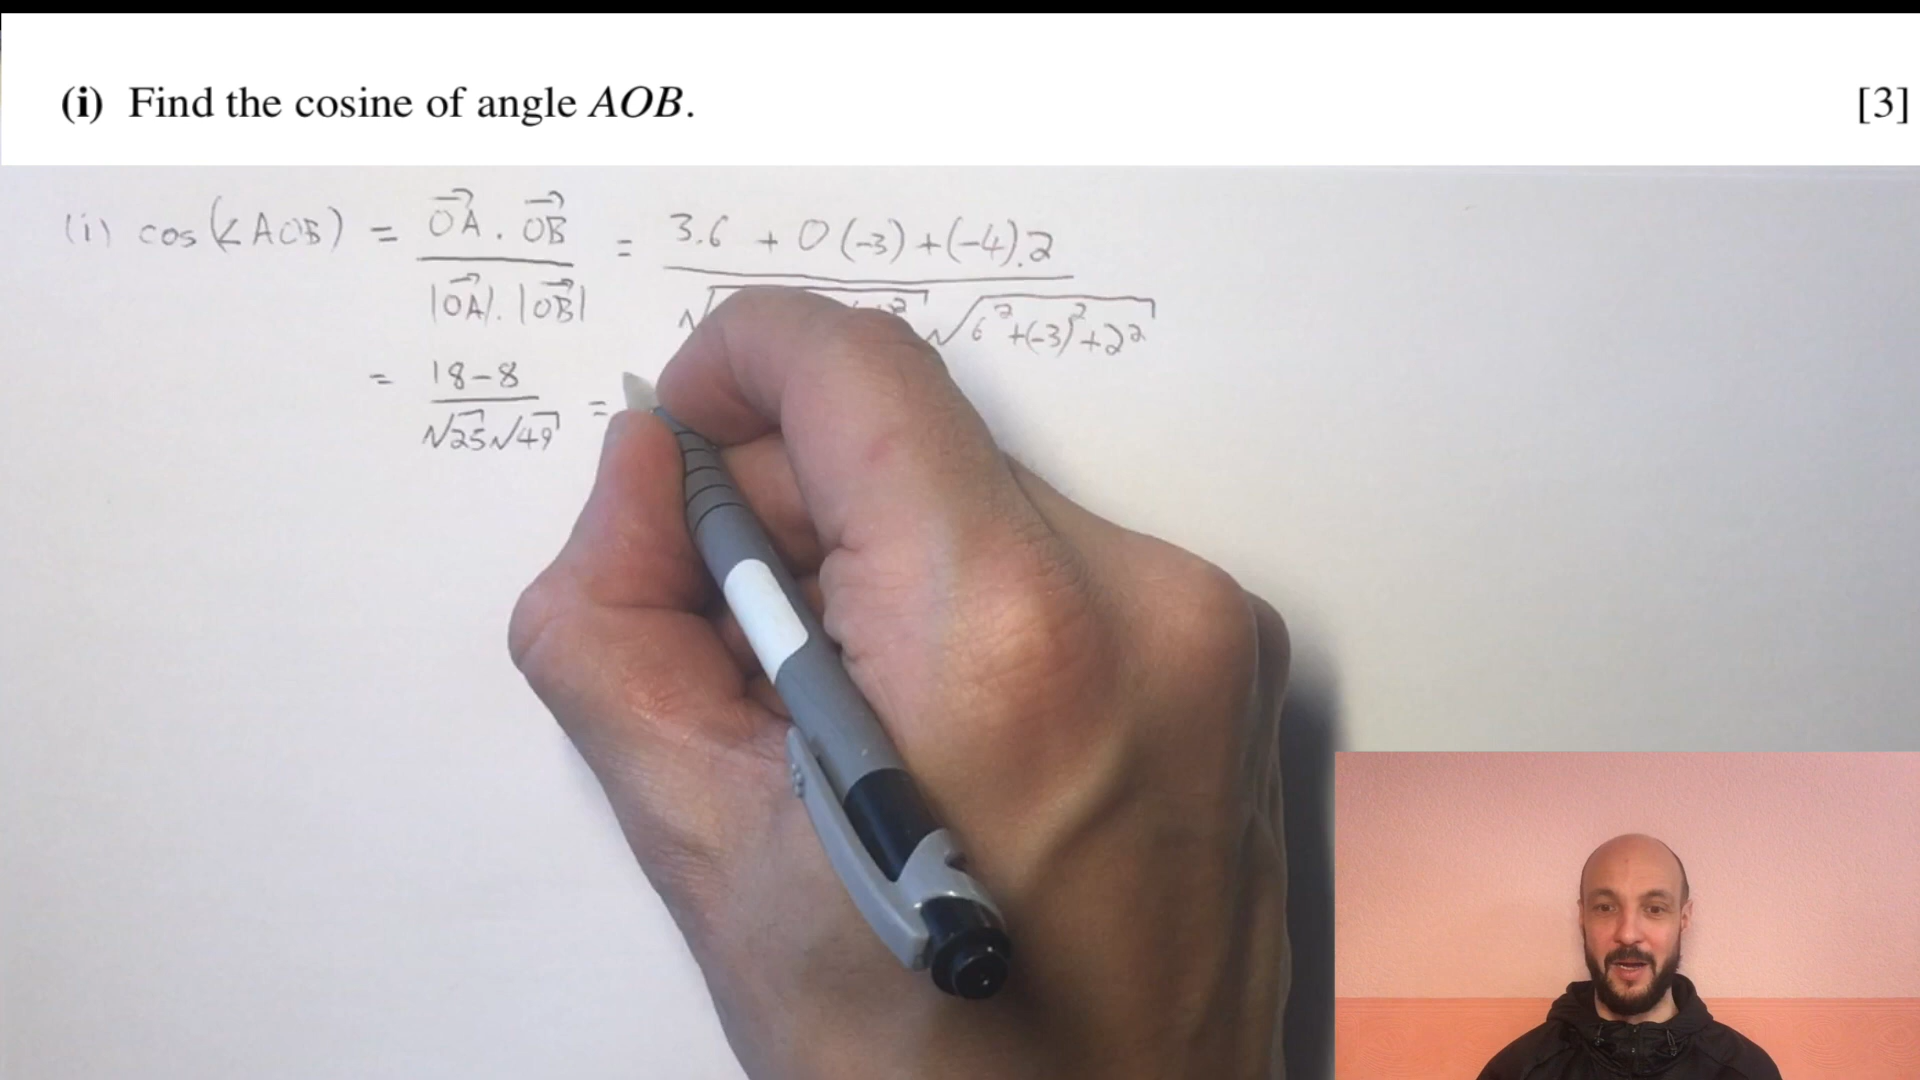 (i) Find the cosine of angle AOB. [3]
(i) cos(∠AOB) = OA⃗ . OB⃗ / |OA⃗| . |OB⃗| = 3.6 + 0(-3) + (-4).2 / √ ² √6²+(-3)²+2²
= 18-8 / √25√49 =